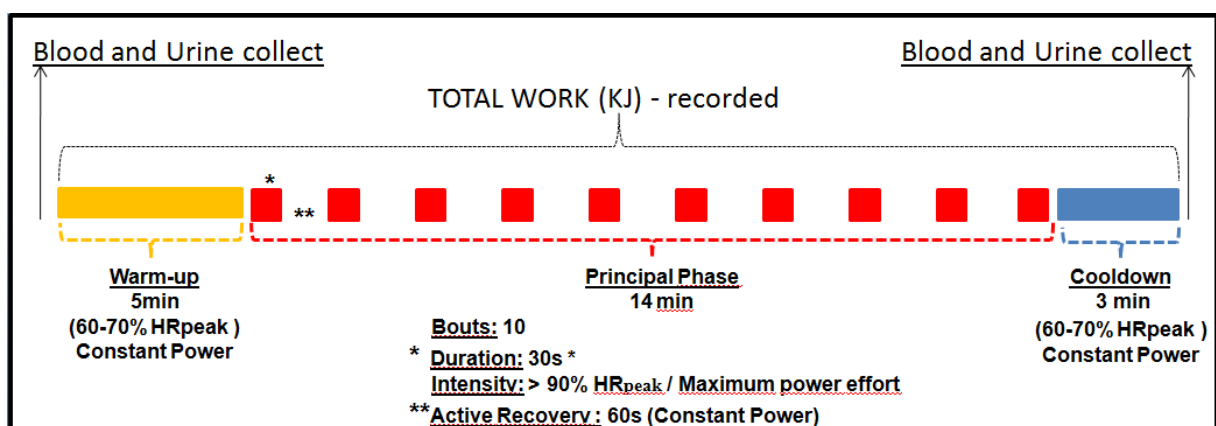 Blood and Urine collect
Blood and Urine collect
TOTAL WORK (KJ) - recorded
*
**
Warm-up
5min
(60-70% HRpeak )
Constant Power
Principal Phase
14 min
Bouts: 10
* Duration: 30s *
Intensity: > 90% HRpeak / Maximum power effort
**Active Recovery : 60s (Constant Power)
Cooldown
3 min
(60-70% HRpeak )
Constant Power